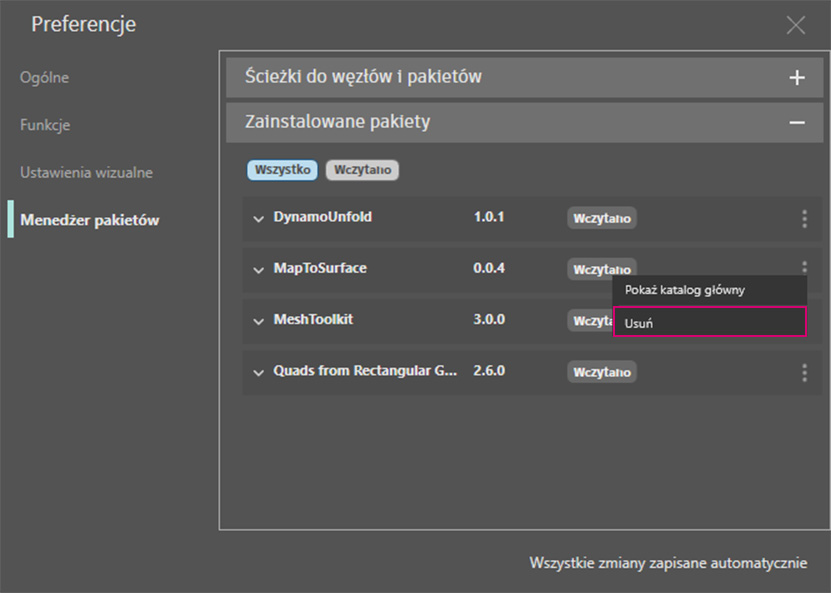 Preferencje
Ogólne
Funkcje
Ustawienia wizualne
Menedżer pakietów
Ścieżki do węzłów i pakietów
Zainstalowane pakiety
Wszystko Wczytano
DynamoUnfold 1.0.1 Wczytano
MapToSurface 0.0.4 Wczytano
Pokaż katalog główny
MeshToolkit 3.0.0 Wczyta
Usuń
Quads from Rectangular G... 2.6.0 Wczytano
Wszystkie zmiany zapisane automatycznie